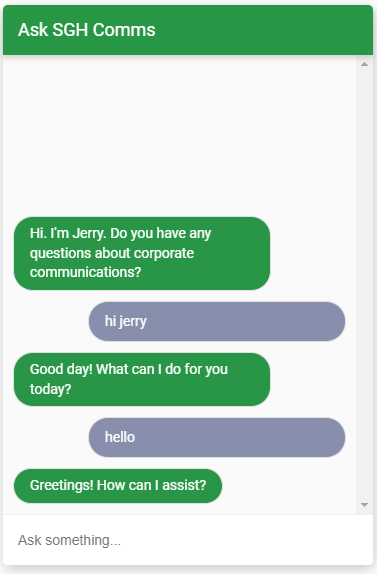 Ask SGH Comms
Hi. I'm Jerry. Do you have any
questions about corporate
communications?
hi jerry
Good day! What can I do for you
today?
hello
Greetings! How can I assist?
Ask something...